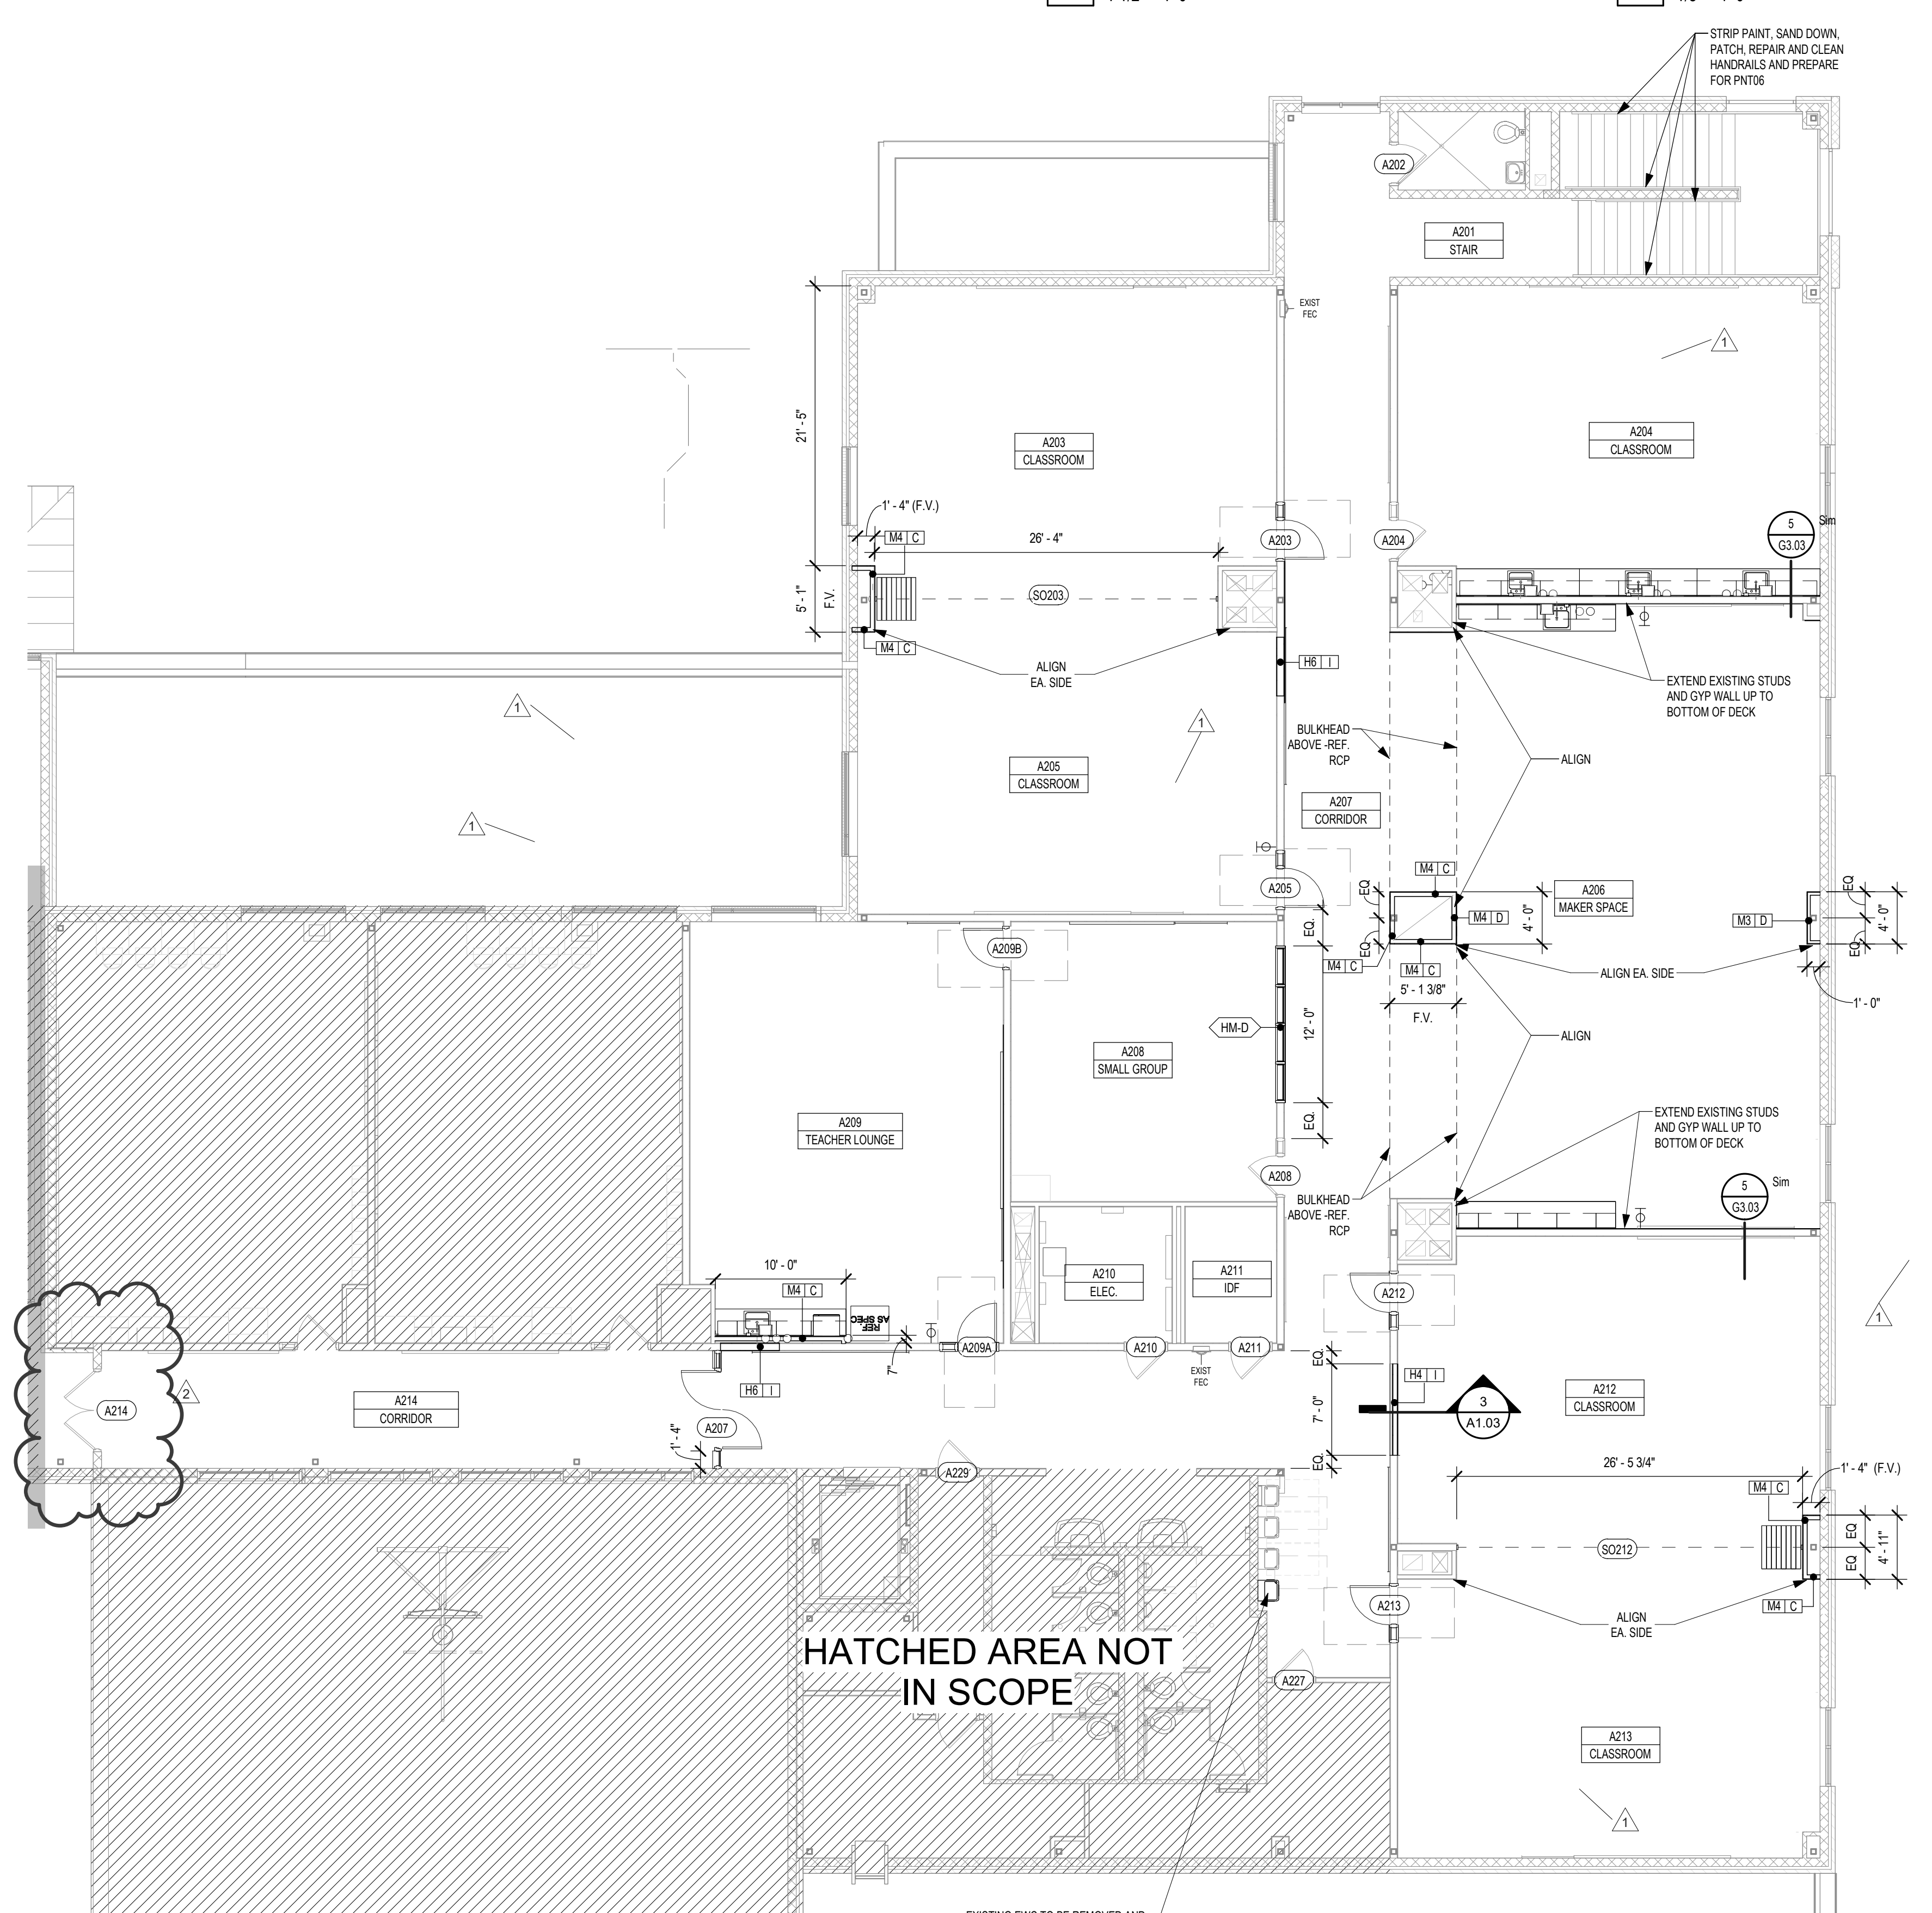 STRIP PAINT, SAND DOWN,
PATCH, REPAIR AND CLEAN
HANDRAILS AND PREPARE
FOR PNT06
A202
A201
STAIR
EXIST
FEC
1
A203
CLASSROOM
A204
CLASSROOM
21' - 5"
1' - 4" (F.V.)
M4 C
26' - 4"
A203
A204
5
G3.03
Sim
5' - 1"
F.V.
SO203
M4 C
ALIGN
EA. SIDE
H6 I
EXTEND EXISTING STUDS
AND GYP WALL UP TO
BOTTOM OF DECK
1
1
BULKHEAD
ABOVE -REF.
RCP
ALIGN
A205
CLASSROOM
A207
CORRIDOR
1
M4 C
A205
EQ
EQ
A206
MAKER SPACE
M4 D
4' - 0"
M3 D
EQ
EQ
4' - 0"
EQ.
A209B
M4 C
M4 C
ALIGN EA. SIDE
5' - 1 3/8"
F.V.
1' - 0"
HM-D
12' - 0"
ALIGN
A208
SMALL GROUP
A209
TEACHER LOUNGE
EQ.
EXTEND EXISTING STUDS
AND GYP WALL UP TO
BOTTOM OF DECK
A208
BULKHEAD
ABOVE -REF.
RCP
5
G3.03
Sim
10' - 0"
M4 C
A210
ELEC.
A211
IDF
A212
REF.
AS SPEC
1
A209A
A210
A211
EQ.
7"
EXIST
FEC
H6 I
H4 I
2
A214
A214
CORRIDOR
A207
1' - 4"
7' - 0"
3
A1.03
A212
CLASSROOM
EQ.
A229
26' - 5 3/4"
1' - 4" (F.V.)
M4 C
SO212
EQ
EQ
4' - 11"
A213
M4 C
ALIGN
EA. SIDE
HATCHED AREA NOT
IN SCOPE
A227
A213
CLASSROOM
1